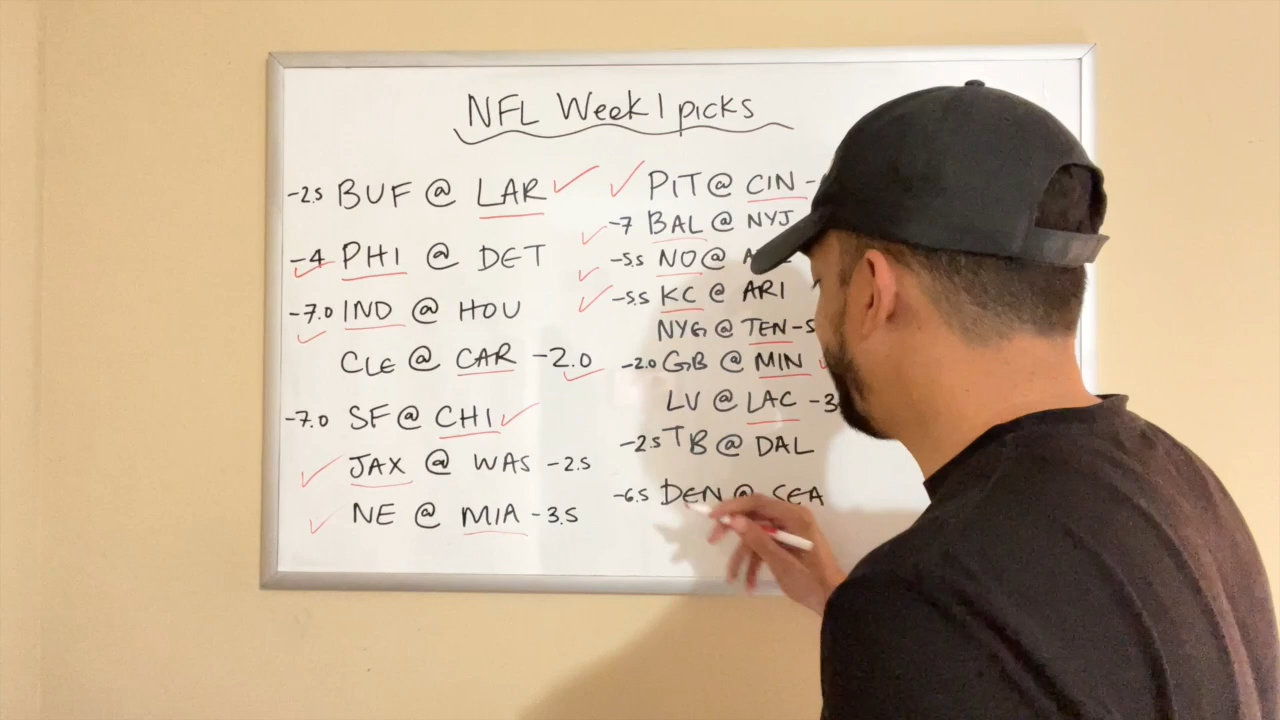 NFL Week 1 picks
-2.5 BUF @ LAR
-4 PHI @ DET
-7.0 IND @ HOU
CLE @ CAR -2.0
-7.0 SF @ CHI
JAX @ WAS -2.5
NE @ MIA -3.5
PIT @ CIN -
-7 BAL @ NYJ
-5.5 NO @
-5.5 KC @ ARI
NYG @ TEN -5
-2.0 GB @ MIN
LV @ LAC -3
-2.5 TB @ DAL
-6.5 DEN @ SEA